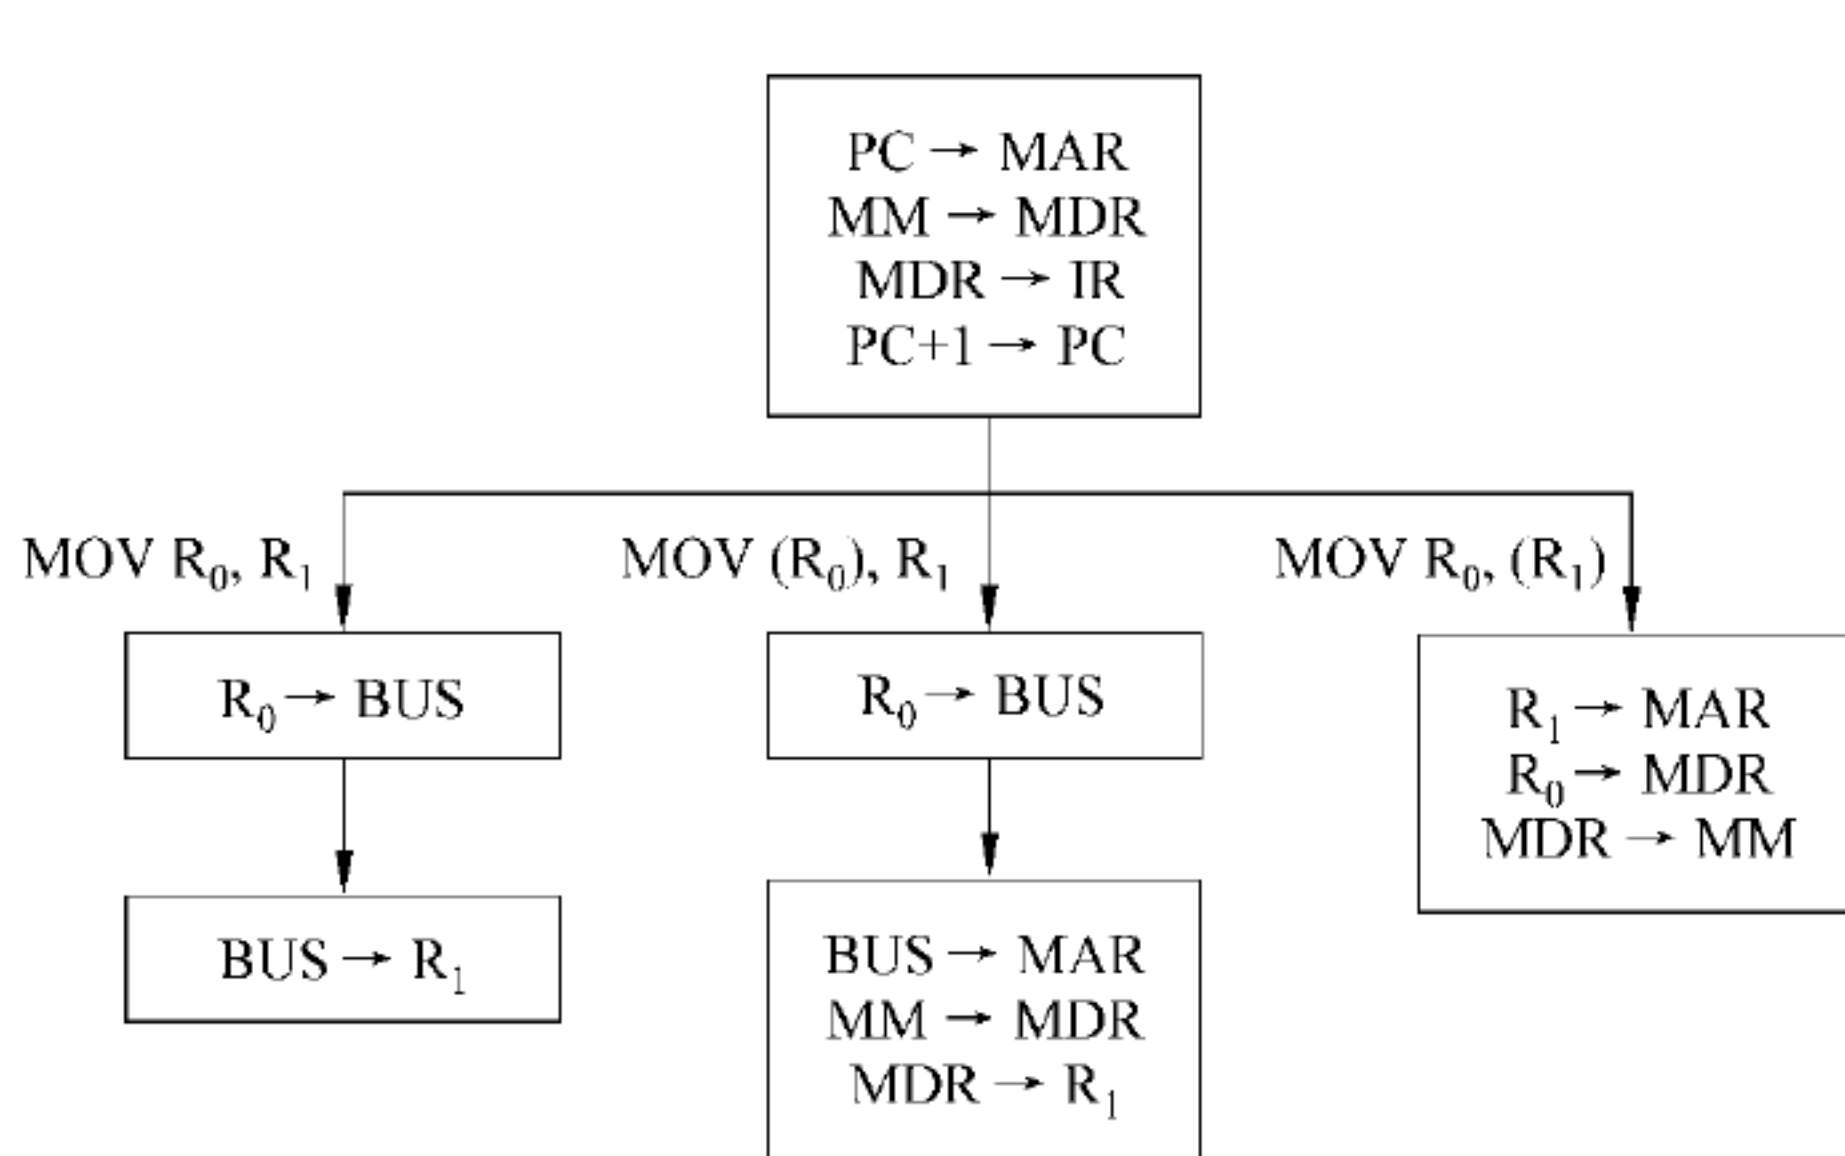 PC → MAR
MM → MDR
MDR → IR
PC+1 → PC
MOV R₀, R₁
MOV (R₀), R₁
MOV R₀, (R₁)
R₀ → BUS
BUS → R₁
R₀ → BUS
BUS → MAR
MM → MDR
MDR → R₁
R₁ → MAR
R₀ → MDR
MDR → MM